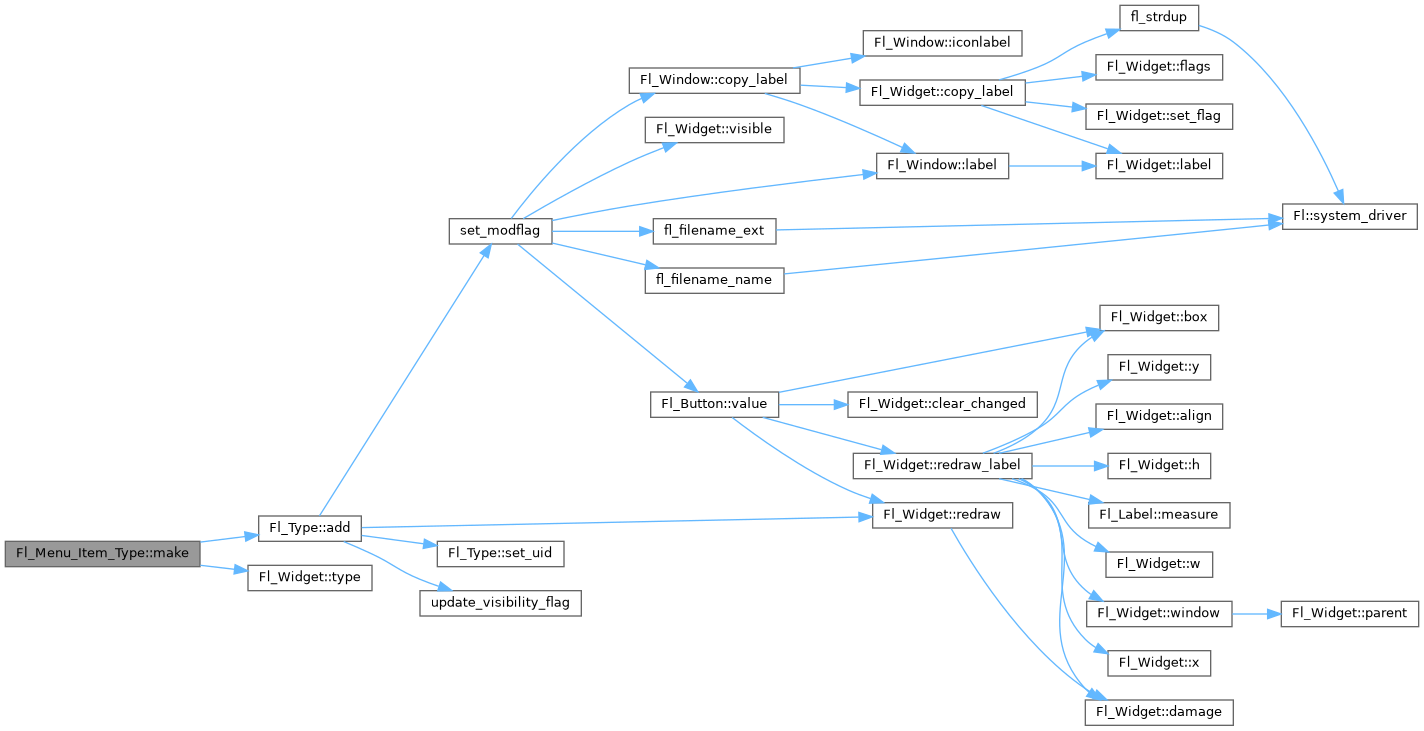 Fl_Menu_Item_Type::make
Fl_Type::add
Fl_Widget::type
set_modflag
Fl_Type::set_uid
update_visibility_flag
Fl_Window::copy_label
Fl_Widget::visible
fl_filename_ext
fl_filename_name
Fl_Button::value
Fl_Window::iconlabel
Fl_Widget::copy_label
Fl_Window::label
Fl_Widget::clear_changed
Fl_Widget::redraw_label
Fl_Widget::redraw
fl_strdup
Fl_Widget::flags
Fl_Widget::set_flag
Fl_Widget::label
Fl_Widget::box
Fl_Widget::y
Fl_Widget::align
Fl_Widget::h
Fl_Label::measure
Fl_Widget::w
Fl_Widget::window
Fl_Widget::x
Fl_Widget::damage
Fl::system_driver
Fl_Widget::parent